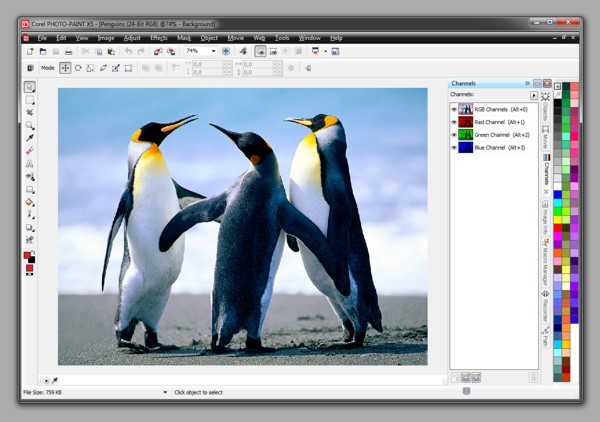 Corel PHOTO-PAINT X5 - [Penguins (24-Bit RGB) @74% - Background]
File Edit View Image Adjust Effects Mask Object Movie Web Tools Window Help
74%
Mode
0,0
0,0
0,0
0,0
Channels
Channels:
RGB Channels (Alt+0)
Red Channel (Alt+1)
Green Channel (Alt+2)
Blue Channel (Alt+3)
Objects
Movie
Channels
Image Info
Macro Manager
Recorder
Path
File Size: 759 KB
Click object to select